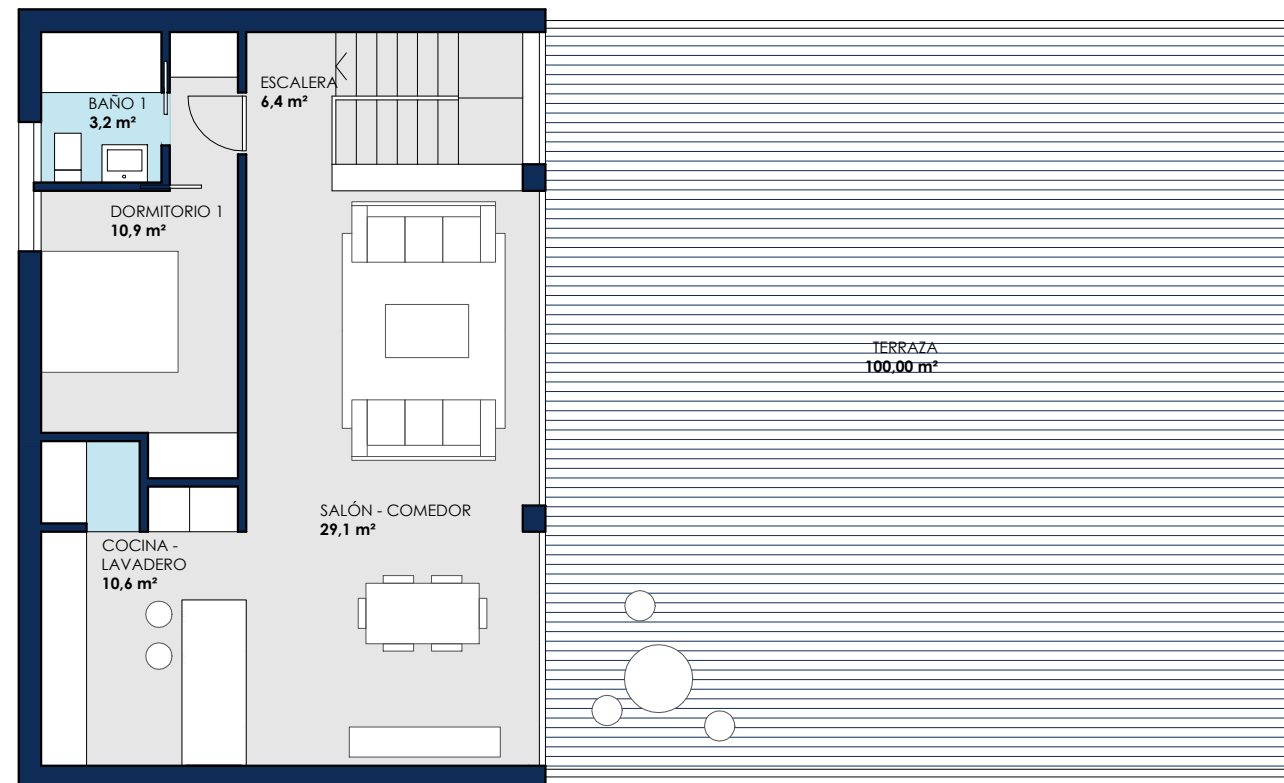 ESCALERA
6,4 m²
BAÑO 1
3,2 m²
DORMITORIO 1
10,9 m²
TERRAZA
100,00 m²
SALÓN - COMEDOR
29,1 m²
COCINA -
LAVADERO
10,6 m²